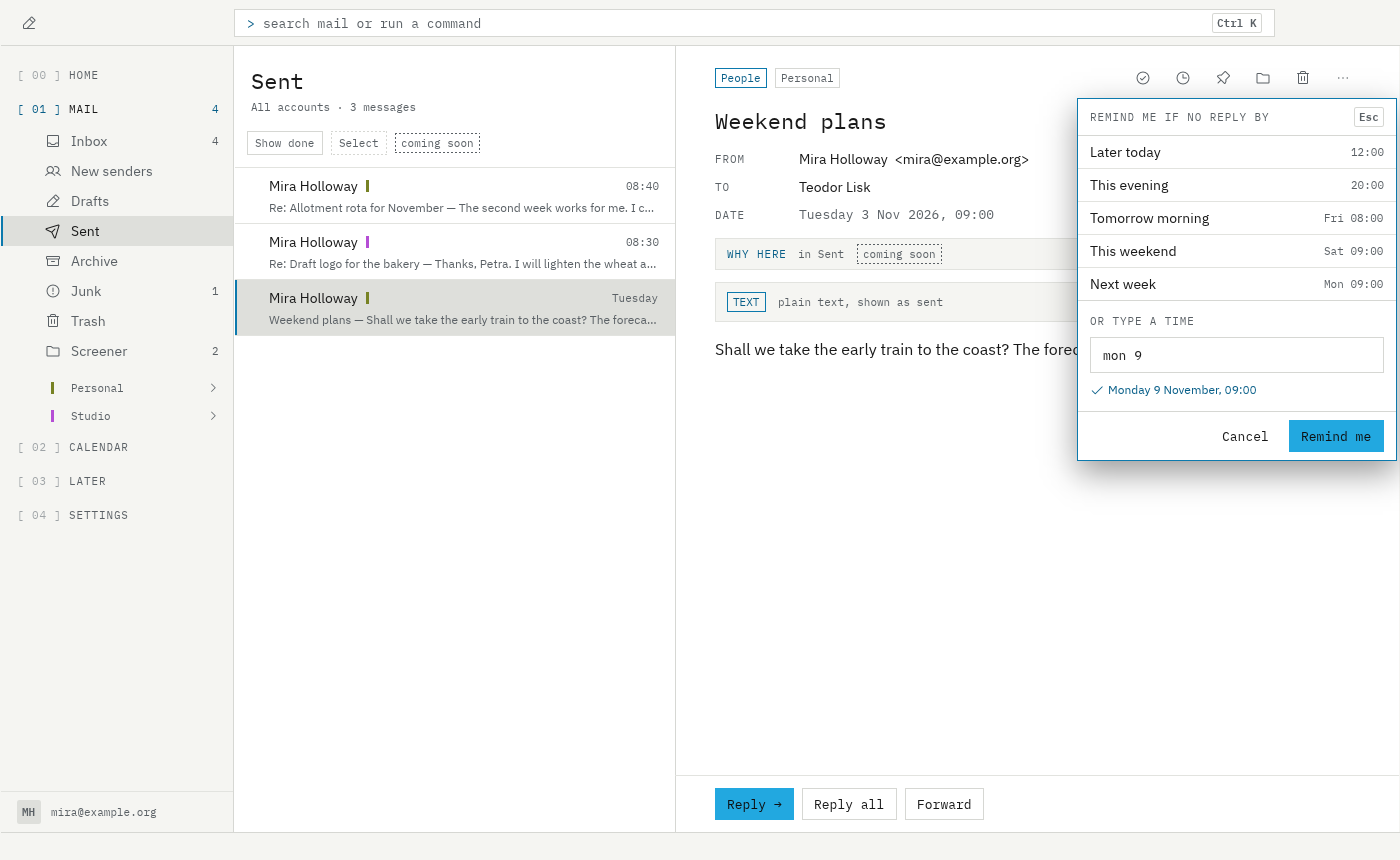 > search mail or run a command
Ctrl K
[ 00 ] HOME
[ 01 ] MAIL 4
Inbox 4
New senders
Drafts
Sent
Archive
Junk 1
Trash
Screener 2
Personal
Studio
[ 02 ] CALENDAR
[ 03 ] LATER
[ 04 ] SETTINGS
MH mira@example.org
Sent
All accounts · 3 messages
Show done
Select
coming soon
Mira Holloway 08:40
Re: Allotment rota for November — The second week works for me. I c…
Mira Holloway 08:30
Re: Draft logo for the bakery — Thanks, Petra. I will lighten the wheat a…
Mira Holloway Tuesday
Weekend plans — Shall we take the early train to the coast? The foreca…
People
Personal
Weekend plans
FROM Mira Holloway <mira@example.org>
TO Teodor Lisk
DATE Tuesday 3 Nov 2026, 09:00
WHY HERE in Sent coming soon
TEXT plain text, shown as sent
Shall we take the early train to the coast? The
Reply →
Reply all
Forward
REMIND ME IF NO REPLY BY
Esc
Later today 12:00
This evening 20:00
Tomorrow morning Fri 08:00
This weekend Sat 09:00
Next week Mon 09:00
OR TYPE A TIME
mon 9
Monday 9 November, 09:00
Cancel
Remind me